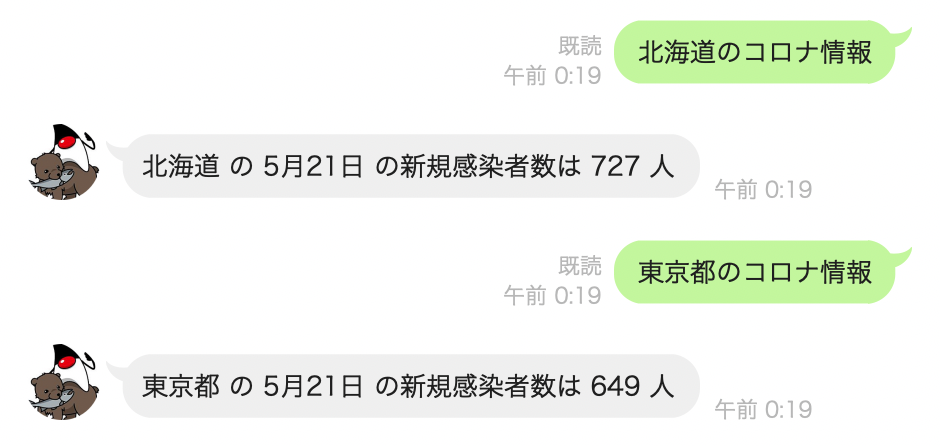 既読
午前 0:19
北海道のコロナ情報
北海道 の 5月21日 の新規感染者数は 727 人
午前 0:19
既読
午前 0:19
東京都のコロナ情報
東京都 の 5月21日 の新規感染者数は 649 人
午前 0:19